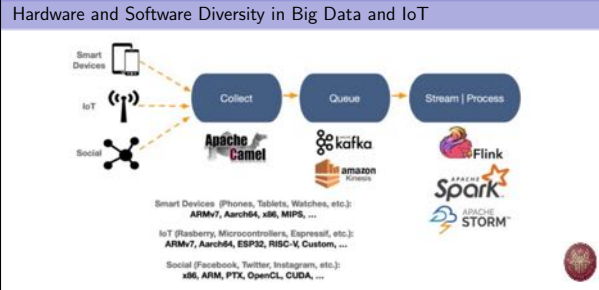 Hardware and Software Diversity in Big Data and IoT
Smart
Devices
IoT
Social
Collect
Queue
Stream | Process
Apache
Camel
kafka
amazon
Kinesis
Flink
APACHE
Spark
APACHE
STORM
Smart Devices (Phones, Tablets, Watches, etc.):
ARMv7, Aarch64, x86, MIPS, ...
IoT (Rasberry, Microcontrollers, Espressif, etc.):
ARMv7, Aarch64, ESP32, RISC-V, Custom, ...
Social (Facebook, Twitter, Instagram, etc.):
x86, ARM, PTX, OpenCL, CUDA, ...